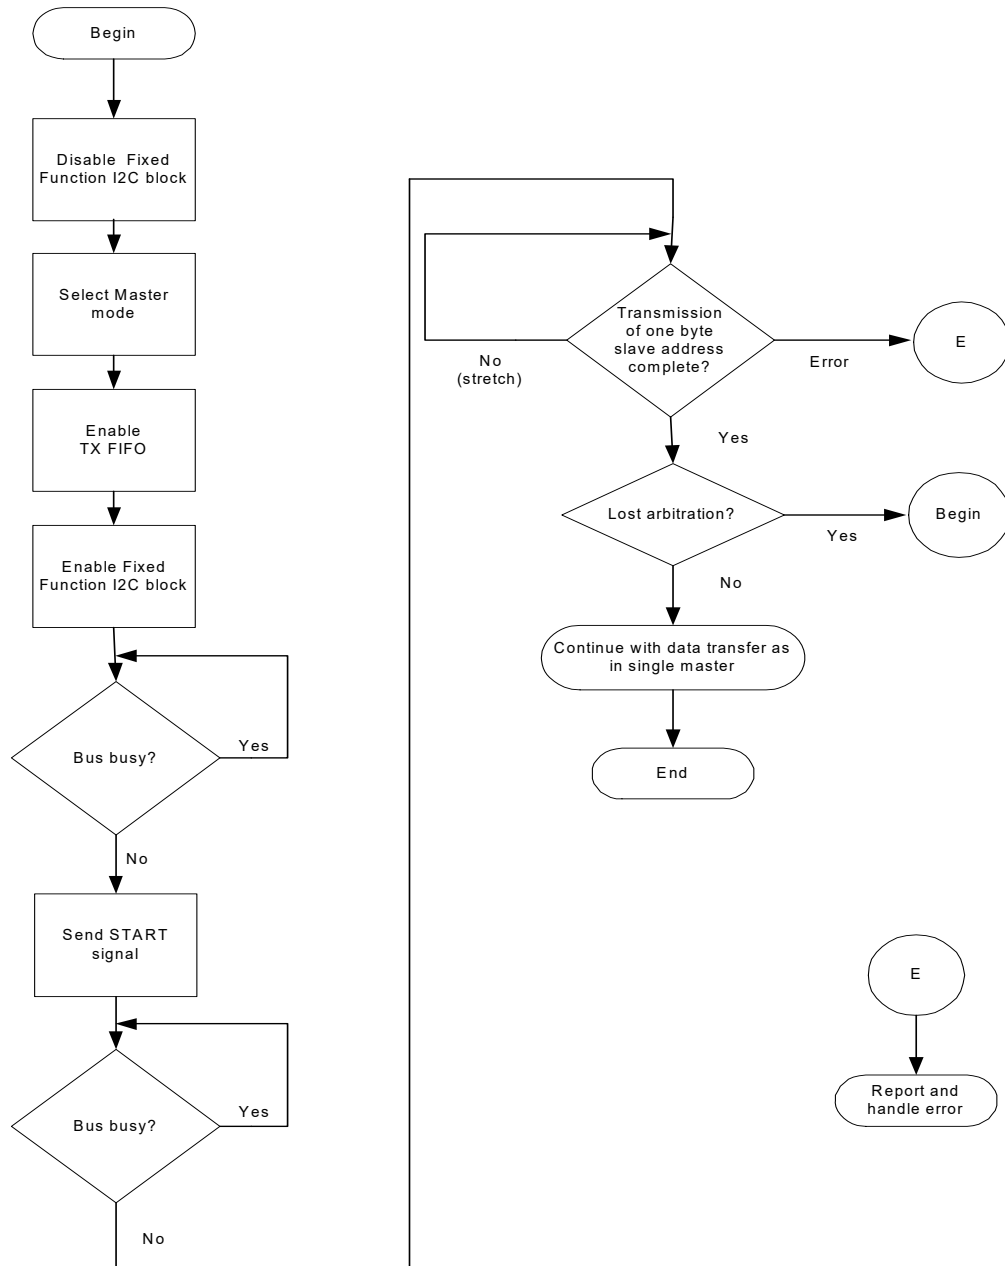 Begin
Disable Fixed
Function I2C block
Select Master
mode
Enable
TX FIFO
Enable Fixed
Function I2C block
Bus busy?
Yes
No
Send START
signal
Bus busy?
Yes
No
Transmission
of one byte
slave address
complete?
No
(stretch)
Error
E
Yes
Lost arbitration?
Yes
Begin
No
Continue with data transfer as
in single master
End
E
Report and
handle error